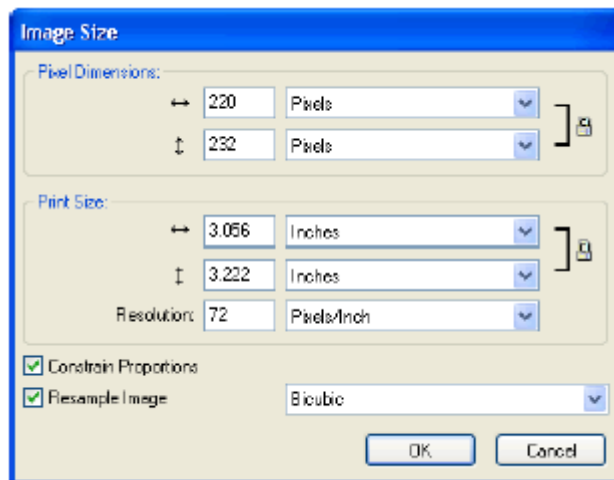 Image Size
Pixel Dimensions:
220 Pixels
232 Pixels
Print Size:
3.056 Inches
3.222 Inches
Resolution: 72 Pixels/Inch
Constrain Proportions
Resample Image Bicubic
OK Cancel